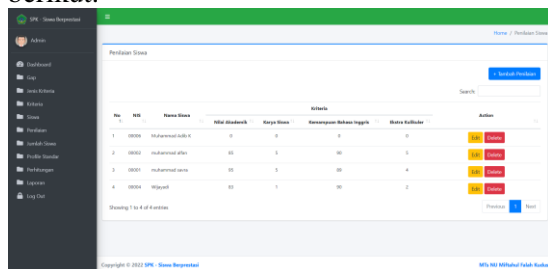 berikut.
SPK - Siswa Berprestasi
Home / Penilaian Siswa
Admin
Penilaian Siswa
Dashboard
+ Tambah Penilaian
Gap
Jenis Kriteria
Search:
Kriteria
Siswa
Kriteria
No NIS Nama Siswa Nilai Akademik Karya Siswa Kemampuan Bahasa Inggris Ekstra Kulikuler Action
Penilaian
Jumlah Siswa
Profile Standar
Perhitungan
Laporan
Log Out
1 00006 Muhammad Adib K 0 0 0 0 Edit Delete
2 00002 muhammad alfan 85 3 90 3 Edit Delete
3 00001 muhammad 3 88 4 Edit Delete
4 00004 Wijayadi 83 1 90 2 Edit Delete
Showing 1 to 4 of 4 entries
Previous 1 Next
Copyright © 2022 SPK - Siswa Berprestasi
MTs NU Miftahul Falah Kudus